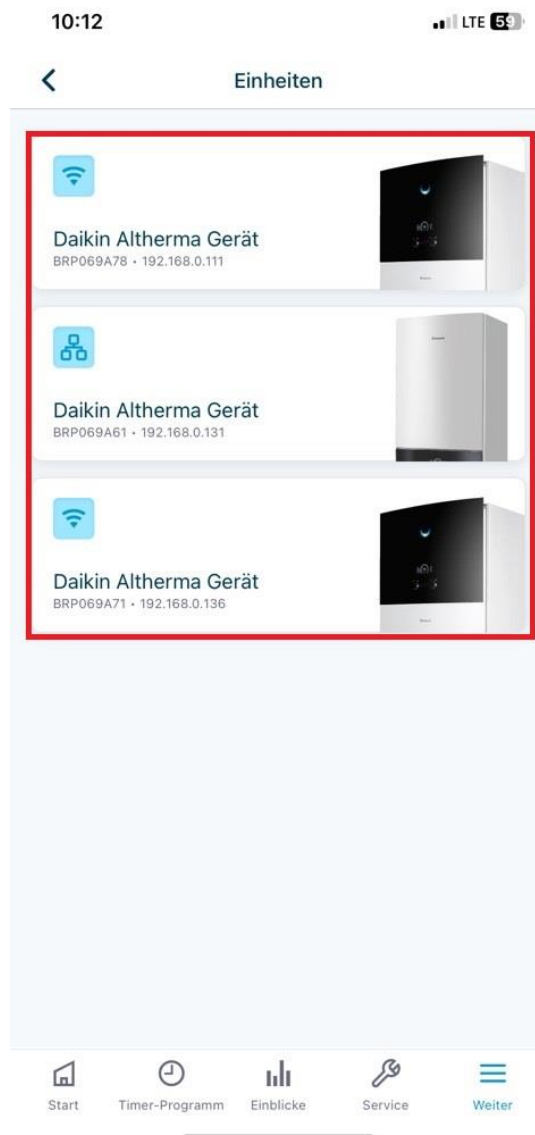 10:12
LTE 59
Einheiten
Daikin Altherma Gerät
BRP069A78 • 192.168.0.111
Daikin Altherma Gerät
BRP069A61 • 192.168.0.131
Daikin Altherma Gerät
BRP069A71 • 192.168.0.136
Start Timer-Programm Einblicke Service Weiter